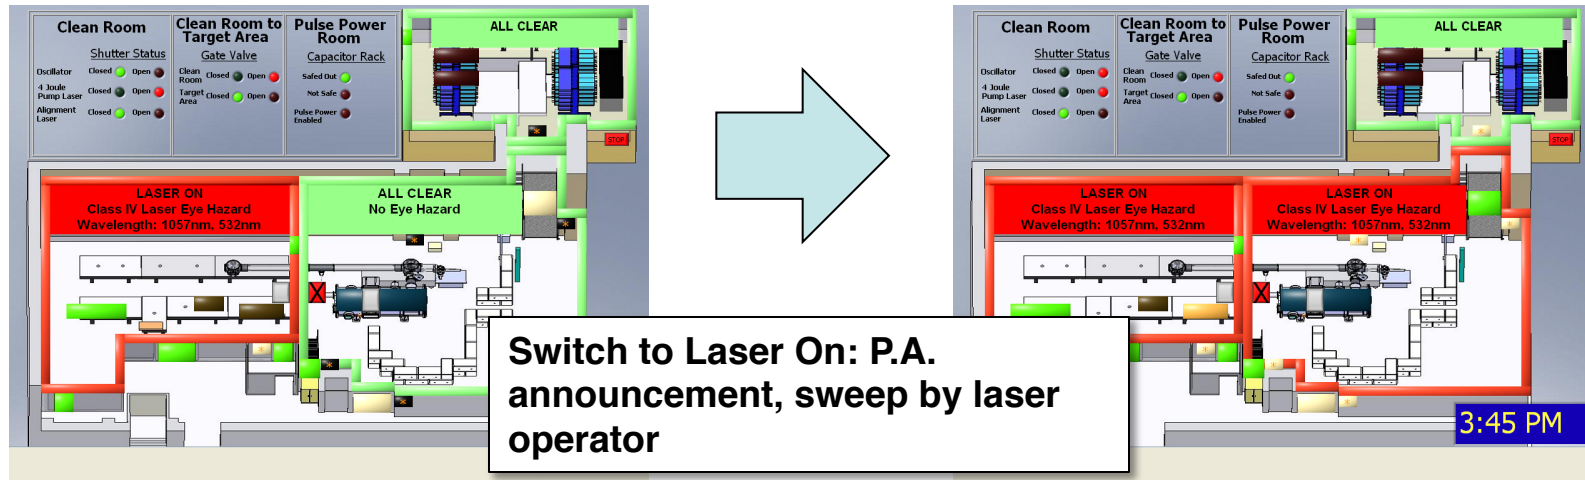 Clean Room
Shutter Status
Oscillator Closed Open
4 Joule
Pump Laser Closed Open
Alignment
Laser Closed Open
Clean Room to
Target Area
Gate Valve
Clean
Room Closed Open
Target
Area Closed Open
Pulse Power
Room
Capacitor Rack
Safed Out
Not Safe
Pulse Power
Enabled
ALL CLEAR
STOP
LASER ON
Class IV Laser Eye Hazard
Wavelength: 1057nm, 532nm
ALL CLEAR
No Eye Hazard
Clean Room
Shutter Status
Oscillator Closed Open
4 Joule
Pump Laser Closed Open
Alignment
Laser Closed Open
Clean Room to
Target Area
Gate Valve
Clean
Room Closed Open
Target
Area Closed Open
Pulse Power
Room
Capacitor Rack
Safed Out
Not Safe
Pulse Power
Enabled
ALL CLEAR
STOP
LASER ON
Class IV Laser Eye Hazard
Wavelength: 1057nm, 532nm
LASER ON
Class IV Laser Eye Hazard
Wavelength: 1057nm, 532nm
Switch to Laser On: P.A.
announcement, sweep by laser
operator
3:45 PM